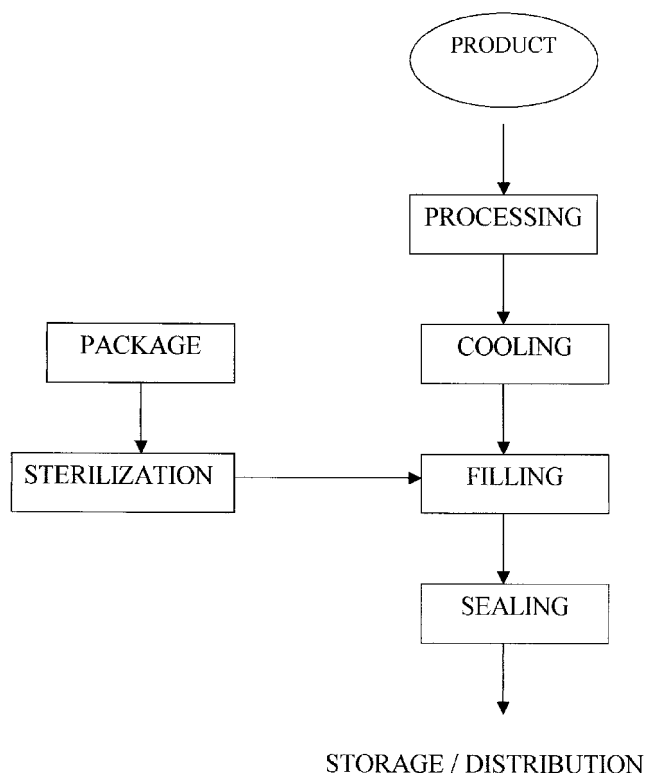 PRODUCT
PROCESSING
PACKAGE
COOLING
STERILIZATION
FILLING
SEALING
STORAGE / DISTRIBUTION